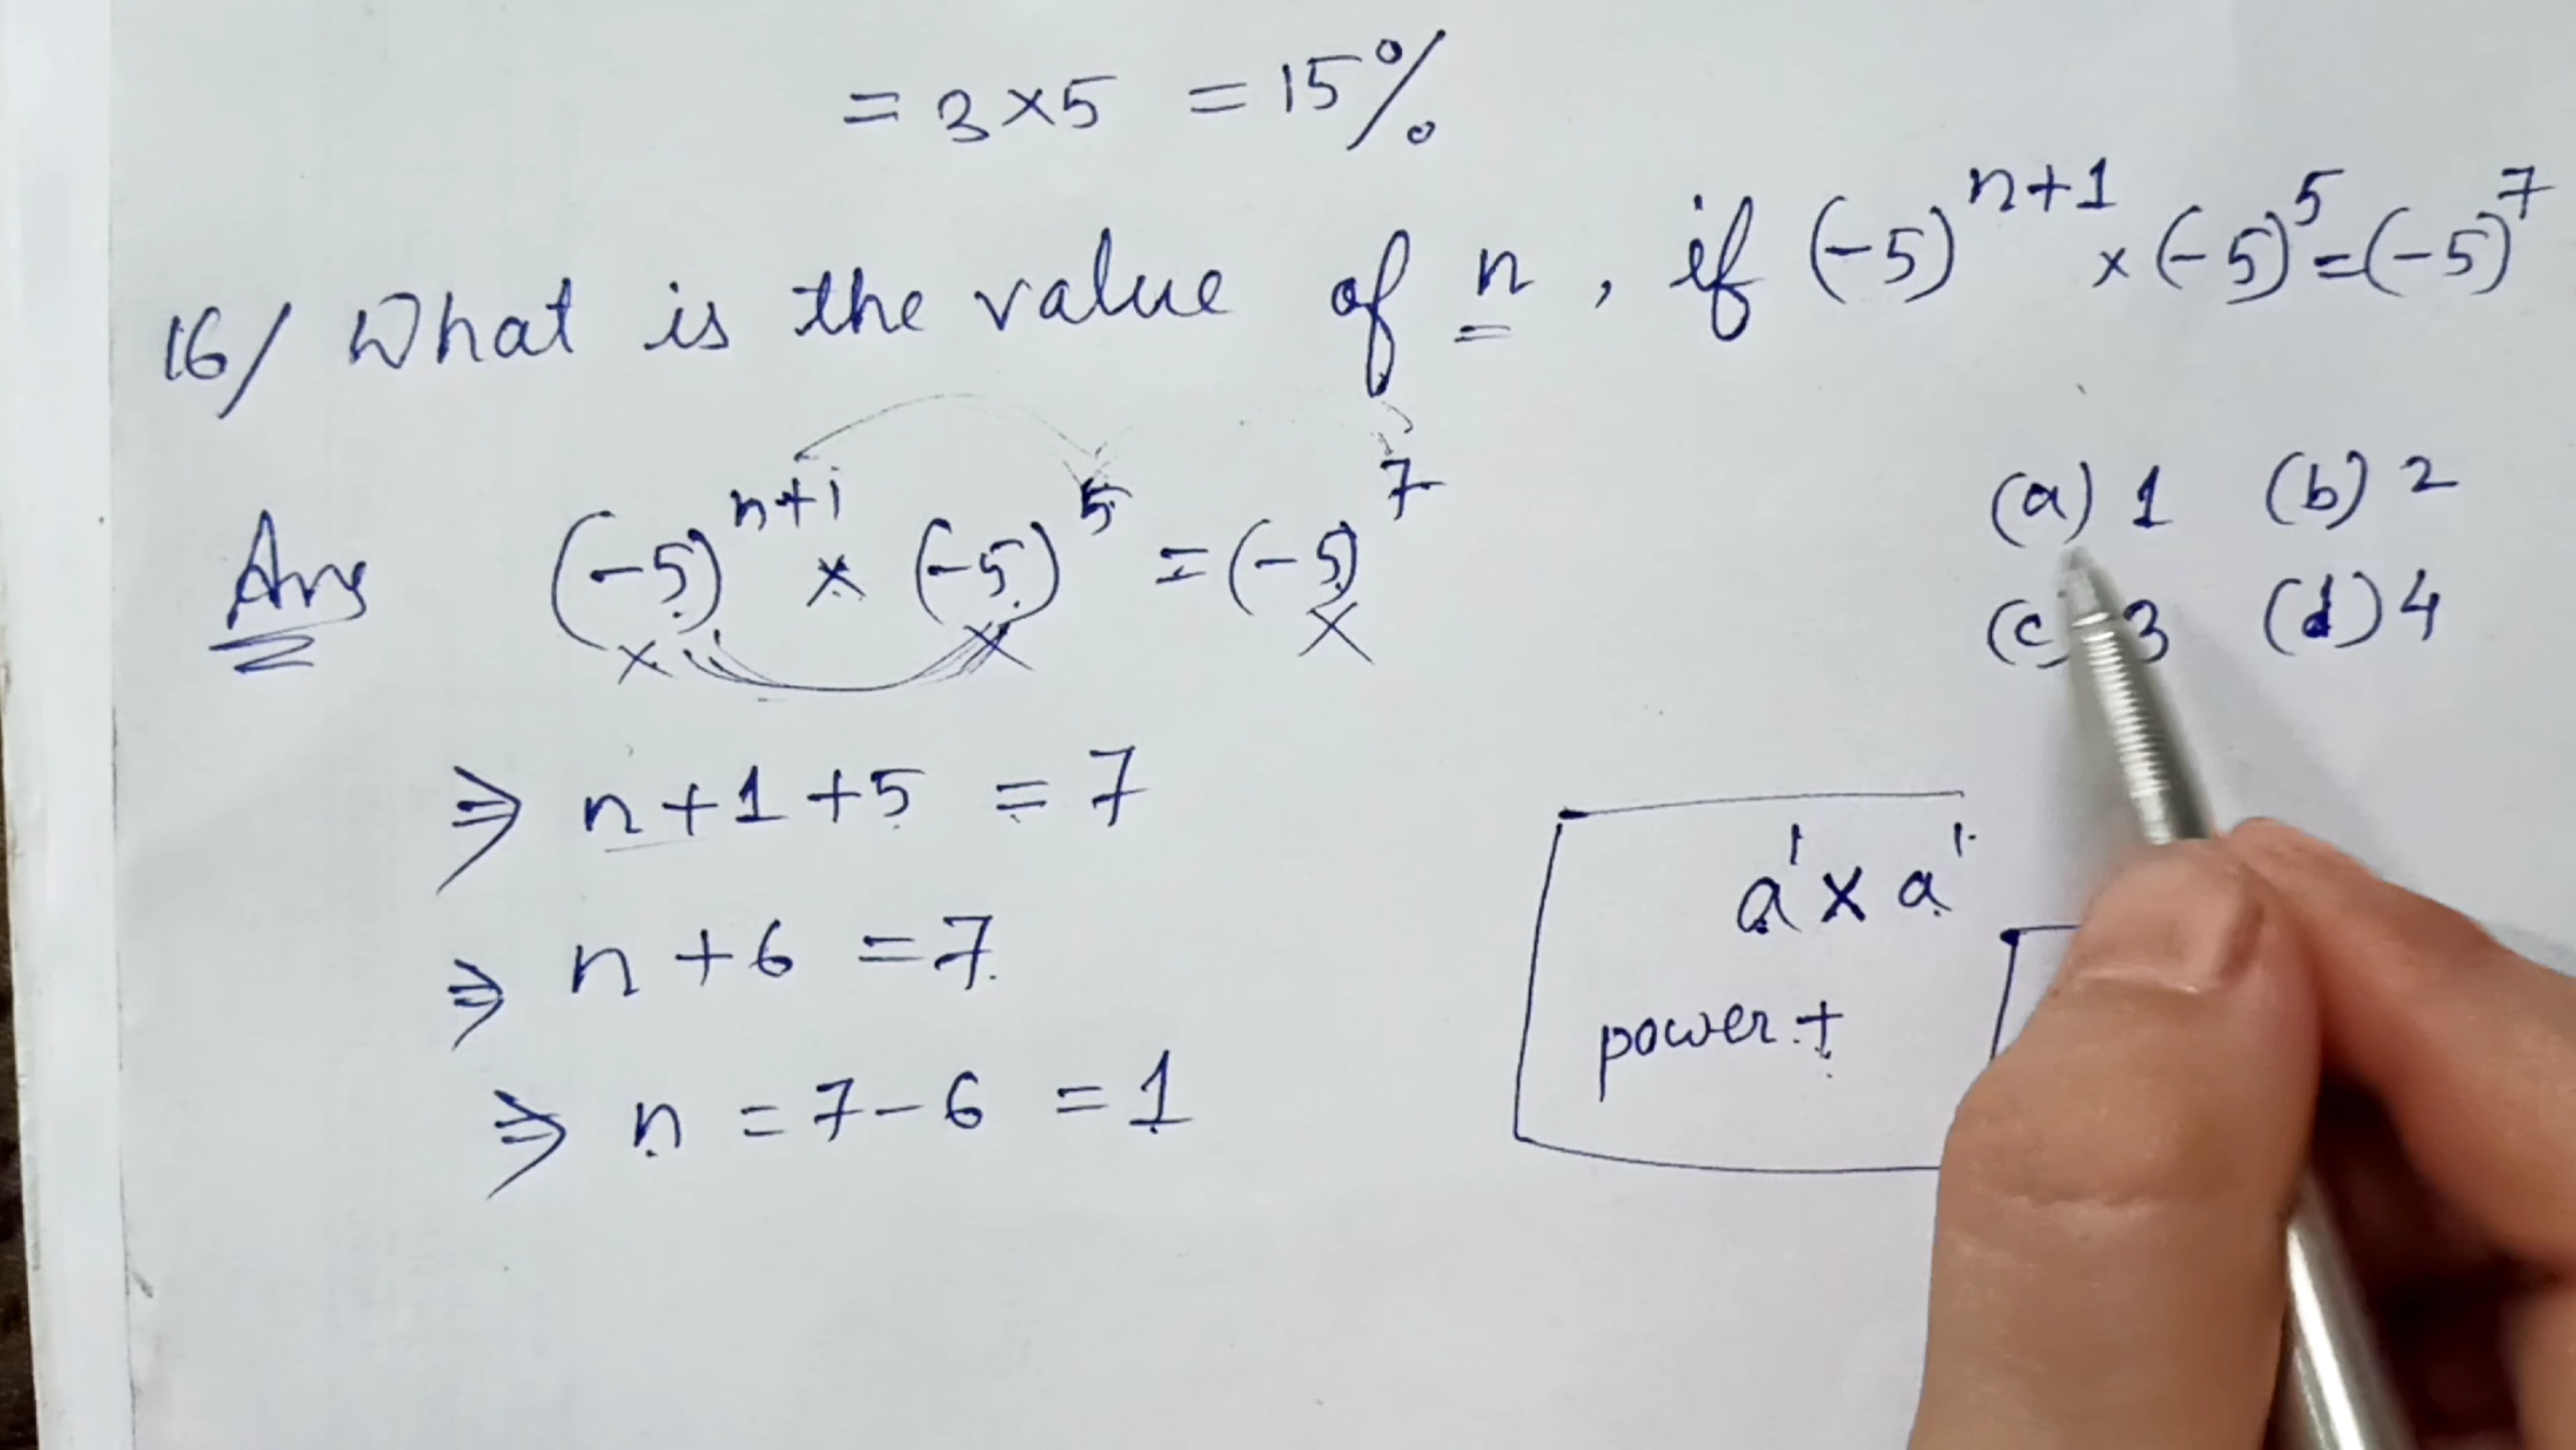 = 3 × 5 = 15%
16/ What is the value of n, if (-5)^{n+1} × (-5)^5 = (-5)^7
(a) 1 (b) 2
(c) 3 (d) 4
Ans (-5)^{n+1} × (-5)^5 = (-5)^7
⇒ n+1+5 = 7
⇒ n+6 = 7
⇒ n = 7-6 = 1
a^1 × a^1
power +